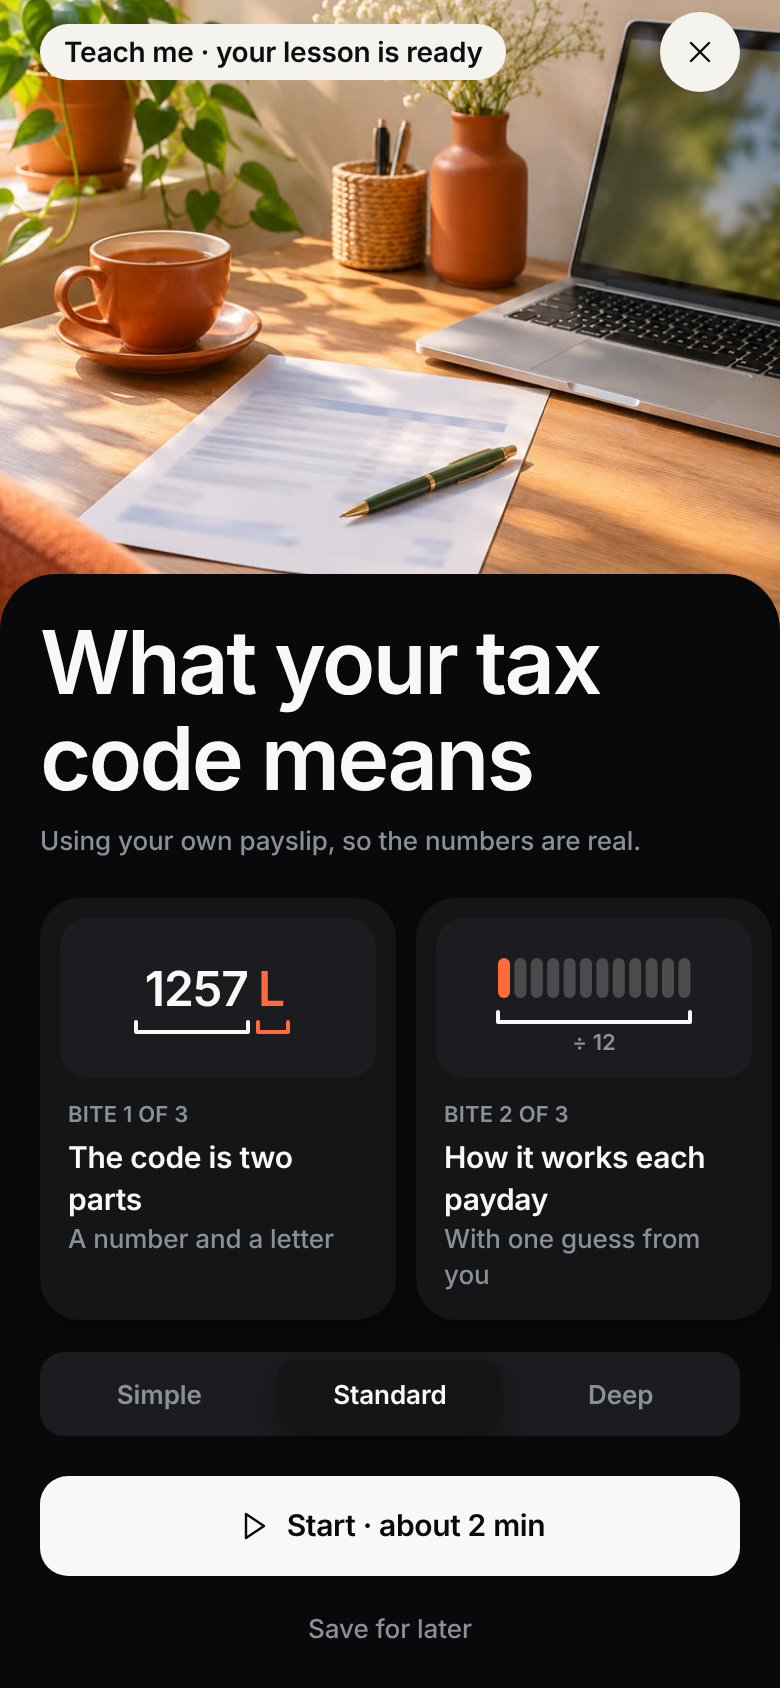 Teach me · your lesson is ready
What your tax
code means
Using your own payslip, so the numbers are real.
1257 L
BITE 1 OF 3
The code is two
parts
A number and a letter
÷ 12
BITE 2 OF 3
How it works each
payday
With one guess from
you
Simple
Standard
Deep
Start · about 2 min
Save for later